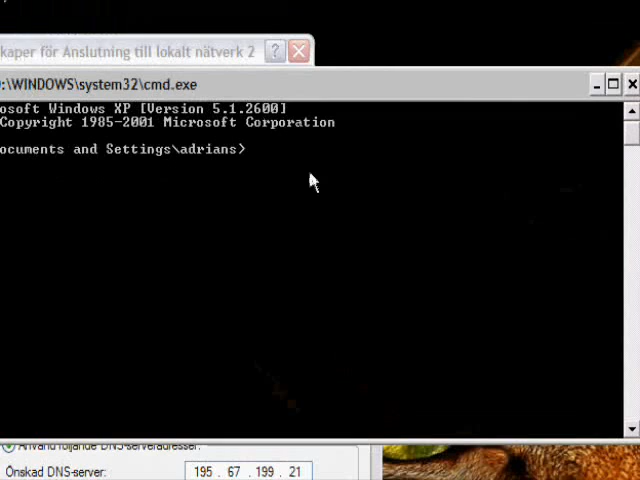 kaper för Anslutning till lokalt nätverk 2
:\WINDOWS\system32\cmd.exe
osoft Windows XP [Version 5.1.2600]
Copyright 1985-2001 Microsoft Corporation
ocuments and Settings\adrians>
Använd följande DNS-serveradresser:
Önskad DNS-server: 195 . 67 . 199 . 21